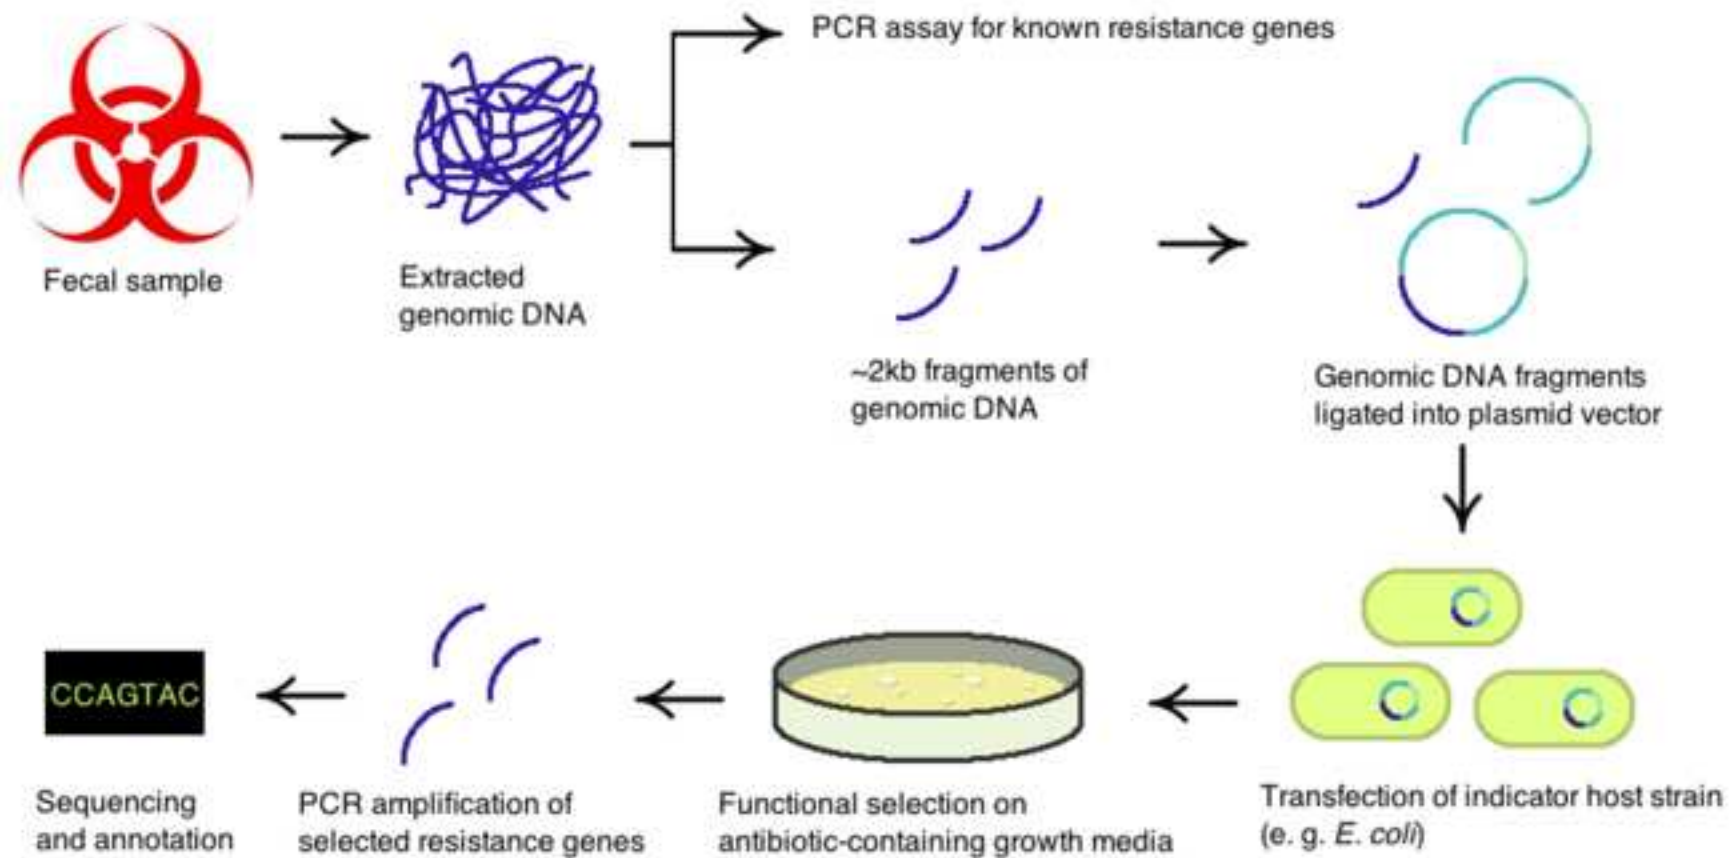 PCR assay for known resistance genes
Fecal sample
Extracted
genomic DNA
~2kb fragments of
genomic DNA
Genomic DNA fragments
ligated into plasmid vector
Transfection of indicator host strain
(e. g. E. coli)
Functional selection on
antibiotic-containing growth media
PCR amplification of
selected resistance genes
CCAGTAC
Sequencing
and annotation